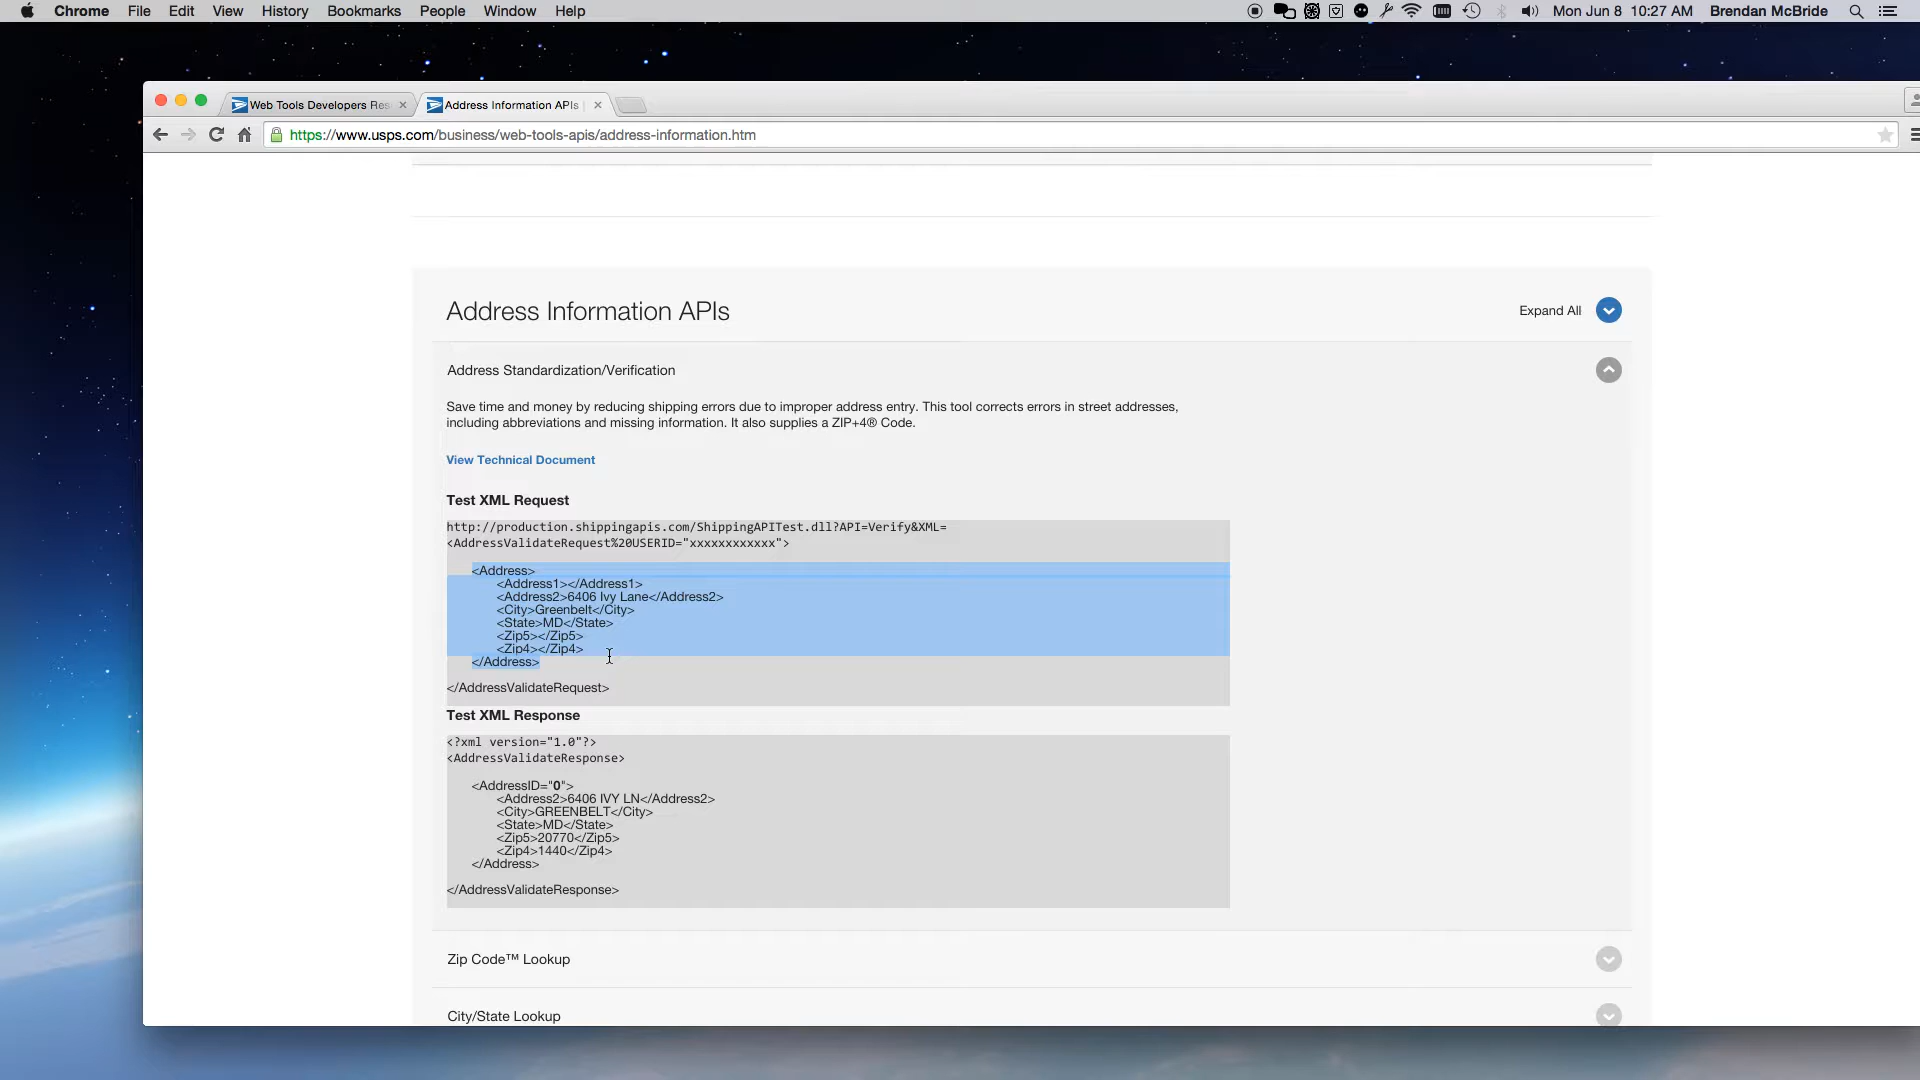 Chrome File Edit View History Bookmarks People Window Help Mon Jun 8 10:27 AM Brendan McBride
Web Tools Developers Res Address Information APIs |
https://www.usps.com/business/web-tools-apis/address-information.htm
Address Information APIs
Expand All
Address Standardization/Verification
Save time and money by reducing shipping errors due to improper address entry. This tool corrects errors in street addresses,
including abbreviations and missing information. It also supplies a ZIP+4® Code.
View Technical Document
Test XML Request
http://production.shippingapis.com/ShippingAPITest.dll?API=Verify&XML=
<AddressValidateRequest%20USERID="xxxxxxxxxxxx">
<Address>
<Address1></Address1>
<Address2>6406 Ivy Lane</Address2>
<City>Greenbelt</City>
<State>MD</State>
<Zip5></Zip5>
<Zip4></Zip4>
</Address>
</AddressValidateRequest>
Test XML Response
<?xml version="1.0"?>
<AddressValidateResponse>
<AddressID="0">
<Address2>6406 IVY LN</Address2>
<City>GREENBELT</City>
<State>MD</State>
<Zip5>20770</Zip5>
<Zip4>1440</Zip4>
</Address>
</AddressValidateResponse>
Zip Code™ Lookup
City/State Lookup